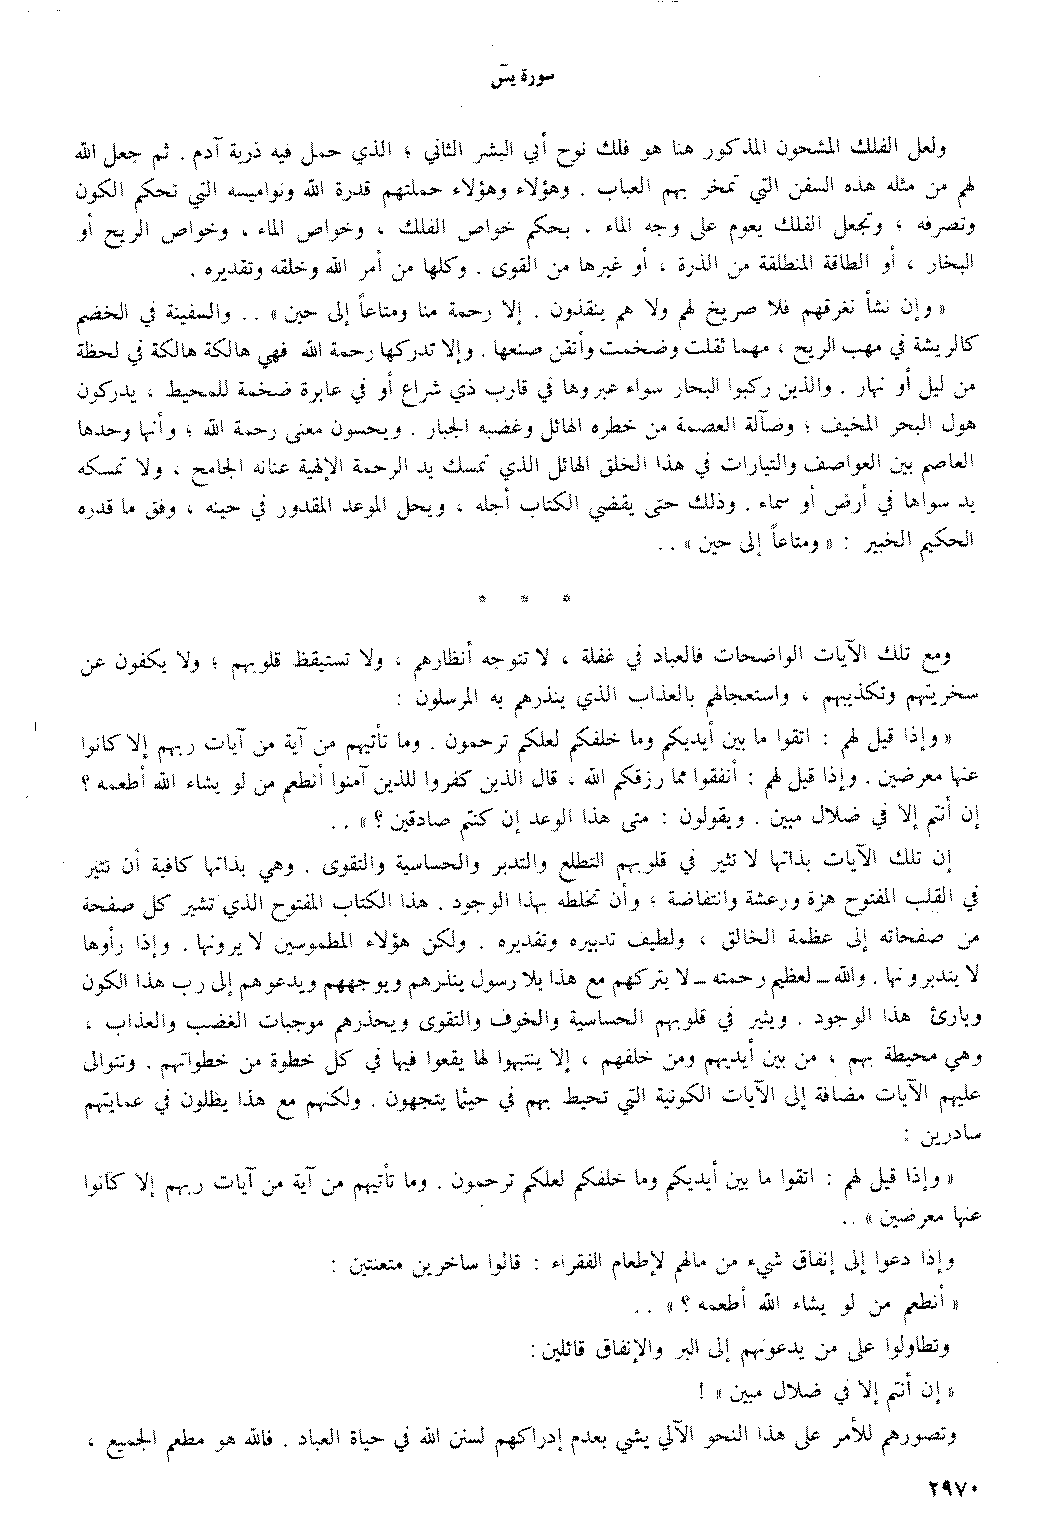 سورة يسۤ
ولعل الفلك المشحون المذكور هنا هو فلك نوح أبي البشر الثاني ؛ الذي حمل فيه ذرية آدم . ثم جعل الله
لهم من مثله هذه السفن التي تمخر بهم العباب . وهؤلاء وهؤلاء حملتهم قدرة الله ونواميسه التي تحكم الكون
وتصرفه ؛ وتجعل الفلك يعوم على وجه الماء ، بحكم خواص الفلك ، وخواص الماء ، وخواص الريح أو
البخار ، أو الطاقة المنطلقة من الذرة ، أو غيرها من القوى . وكلها من أمر الله وخلقه وتقديره .
« وإن نشأ نغرقهم فلا صريخ لهم ولا هم ينقذون . إلا رحمة منا ومتاعاً إلى حين » .. والسفينة في الخضم
كالريشة في مهب الريح ، مهما ثقلت وضخمت وأتقن صنعها . وإلا تدركها رحمة الله فهي هالكة هالكة في لحظة
من ليل أو نهار . والذين ركبوا البحار سواء عبروها في قارب ذي شراع أو في عابرة ضخمة للمحيط ، يدركون
هول البحر المخيف ؛ وضآلة العصمة من خطره الهائل وغضبه الجبار . ويحسون معنى رحمة الله ؛ وأنها وحدها
العاصم بين العواصف والتيارات في هذا الخلق الهائل الذي تمسك يد الرحمة الإلهية عنانه الجامح ، ولا تمسكه
يد سواها في أرض أو سماء . وذلك حتى يقضي الكتاب أجله ، ويحل الموعد المقدور في حينه ، وفق ما قدره
الحكيم الخبير : « ومتاعاً إلى حين » ..
* * *
ومع تلك الآيات الواضحات فالعباد في غفلة ، لا تتوجه أنظارهم ، ولا تستيقظ قلوبهم ؛ ولا يكفون عن
سخريتهم وتكذيبهم ، واستعجالهم بالعذاب الذي ينذرهم به المرسلون :
« وإذا قيل لهم : اتقوا ما بين أيديكم وما خلفكم لعلكم ترحمون . وما تأتيهم من آية من آيات ربهم إلا كانوا
عنها معرضين . وإذا قيل لهم : أنفقوا مما رزقكم الله ، قال الذين كفروا للذين آمنوا أنطعم من لو يشاء الله أطعمه ؟
إن أنتم إلا في ضلال مبين . ويقولون : متى هذا الوعد إن كنتم صادقين ؟ » ..
إن تلك الآيات بذاتها لا تثير في قلوبهم التطلع والتدبر والحساسية والتقوى . وهي بذاتها كافية أن تثير
في القلب المفتوح هزة ورعشة وانتفاضة ؛ وأن تخلطه بهذا الوجود . هذا الكتاب المفتوح الذي تشير كل صفحة
من صفحاته إلى عظمة الخالق ، ولطيف تدبيره وتقديره . ولكن هؤلاء المطموسين لا يرونها . وإذا رأوها
لا يتدبرونها . والله – لعظيم رحمته – لا يتركهم مع هذا بلا رسول ينذرهم ويوجههم ويدعوهم إلى رب هذا الكون
وبارئ هذا الوجود . ويثير في قلوبهم الحساسية والخوف والتقوى ويحذرهم موجبات الغضب والعذاب ،
وهي محيطة بهم ، من بين أيديهم ومن خلفهم ، إلا ينتبهوا لها يقعوا فيها في كل خطوة من خطواتهم . وتتوالى
عليهم الآيات مضافة إلى الآيات الكونية التي تحيط بهم في حيثما يتجهون . ولكنهم مع هذا يظلون في عمايتهم
سادرين :
« وإذا قيل لهم : اتقوا ما بين أيديكم وما خلفكم لعلكم ترحمون . وما تأتيهم من آية من آيات ربهم إلا كانوا
عنها معرضين » ..
وإذا دعوا إلى إنفاق شيء من مالهم لإطعام الفقراء : قالوا ساخرين متعنتين :
« أنطعم من لو يشاء الله أطعمه ؟ » ..
وتطاولوا على من يدعونهم إلى البر والإنفاق قائلين :
« إن أنتم إلا في ضلال مبين » !
وتصورهم للأمر على هذا النحو الآلي يشي بعدم إدراكهم لسنن الله في حياة العباد . فالله هو مطعم الجميع ،
٢٩٧٠